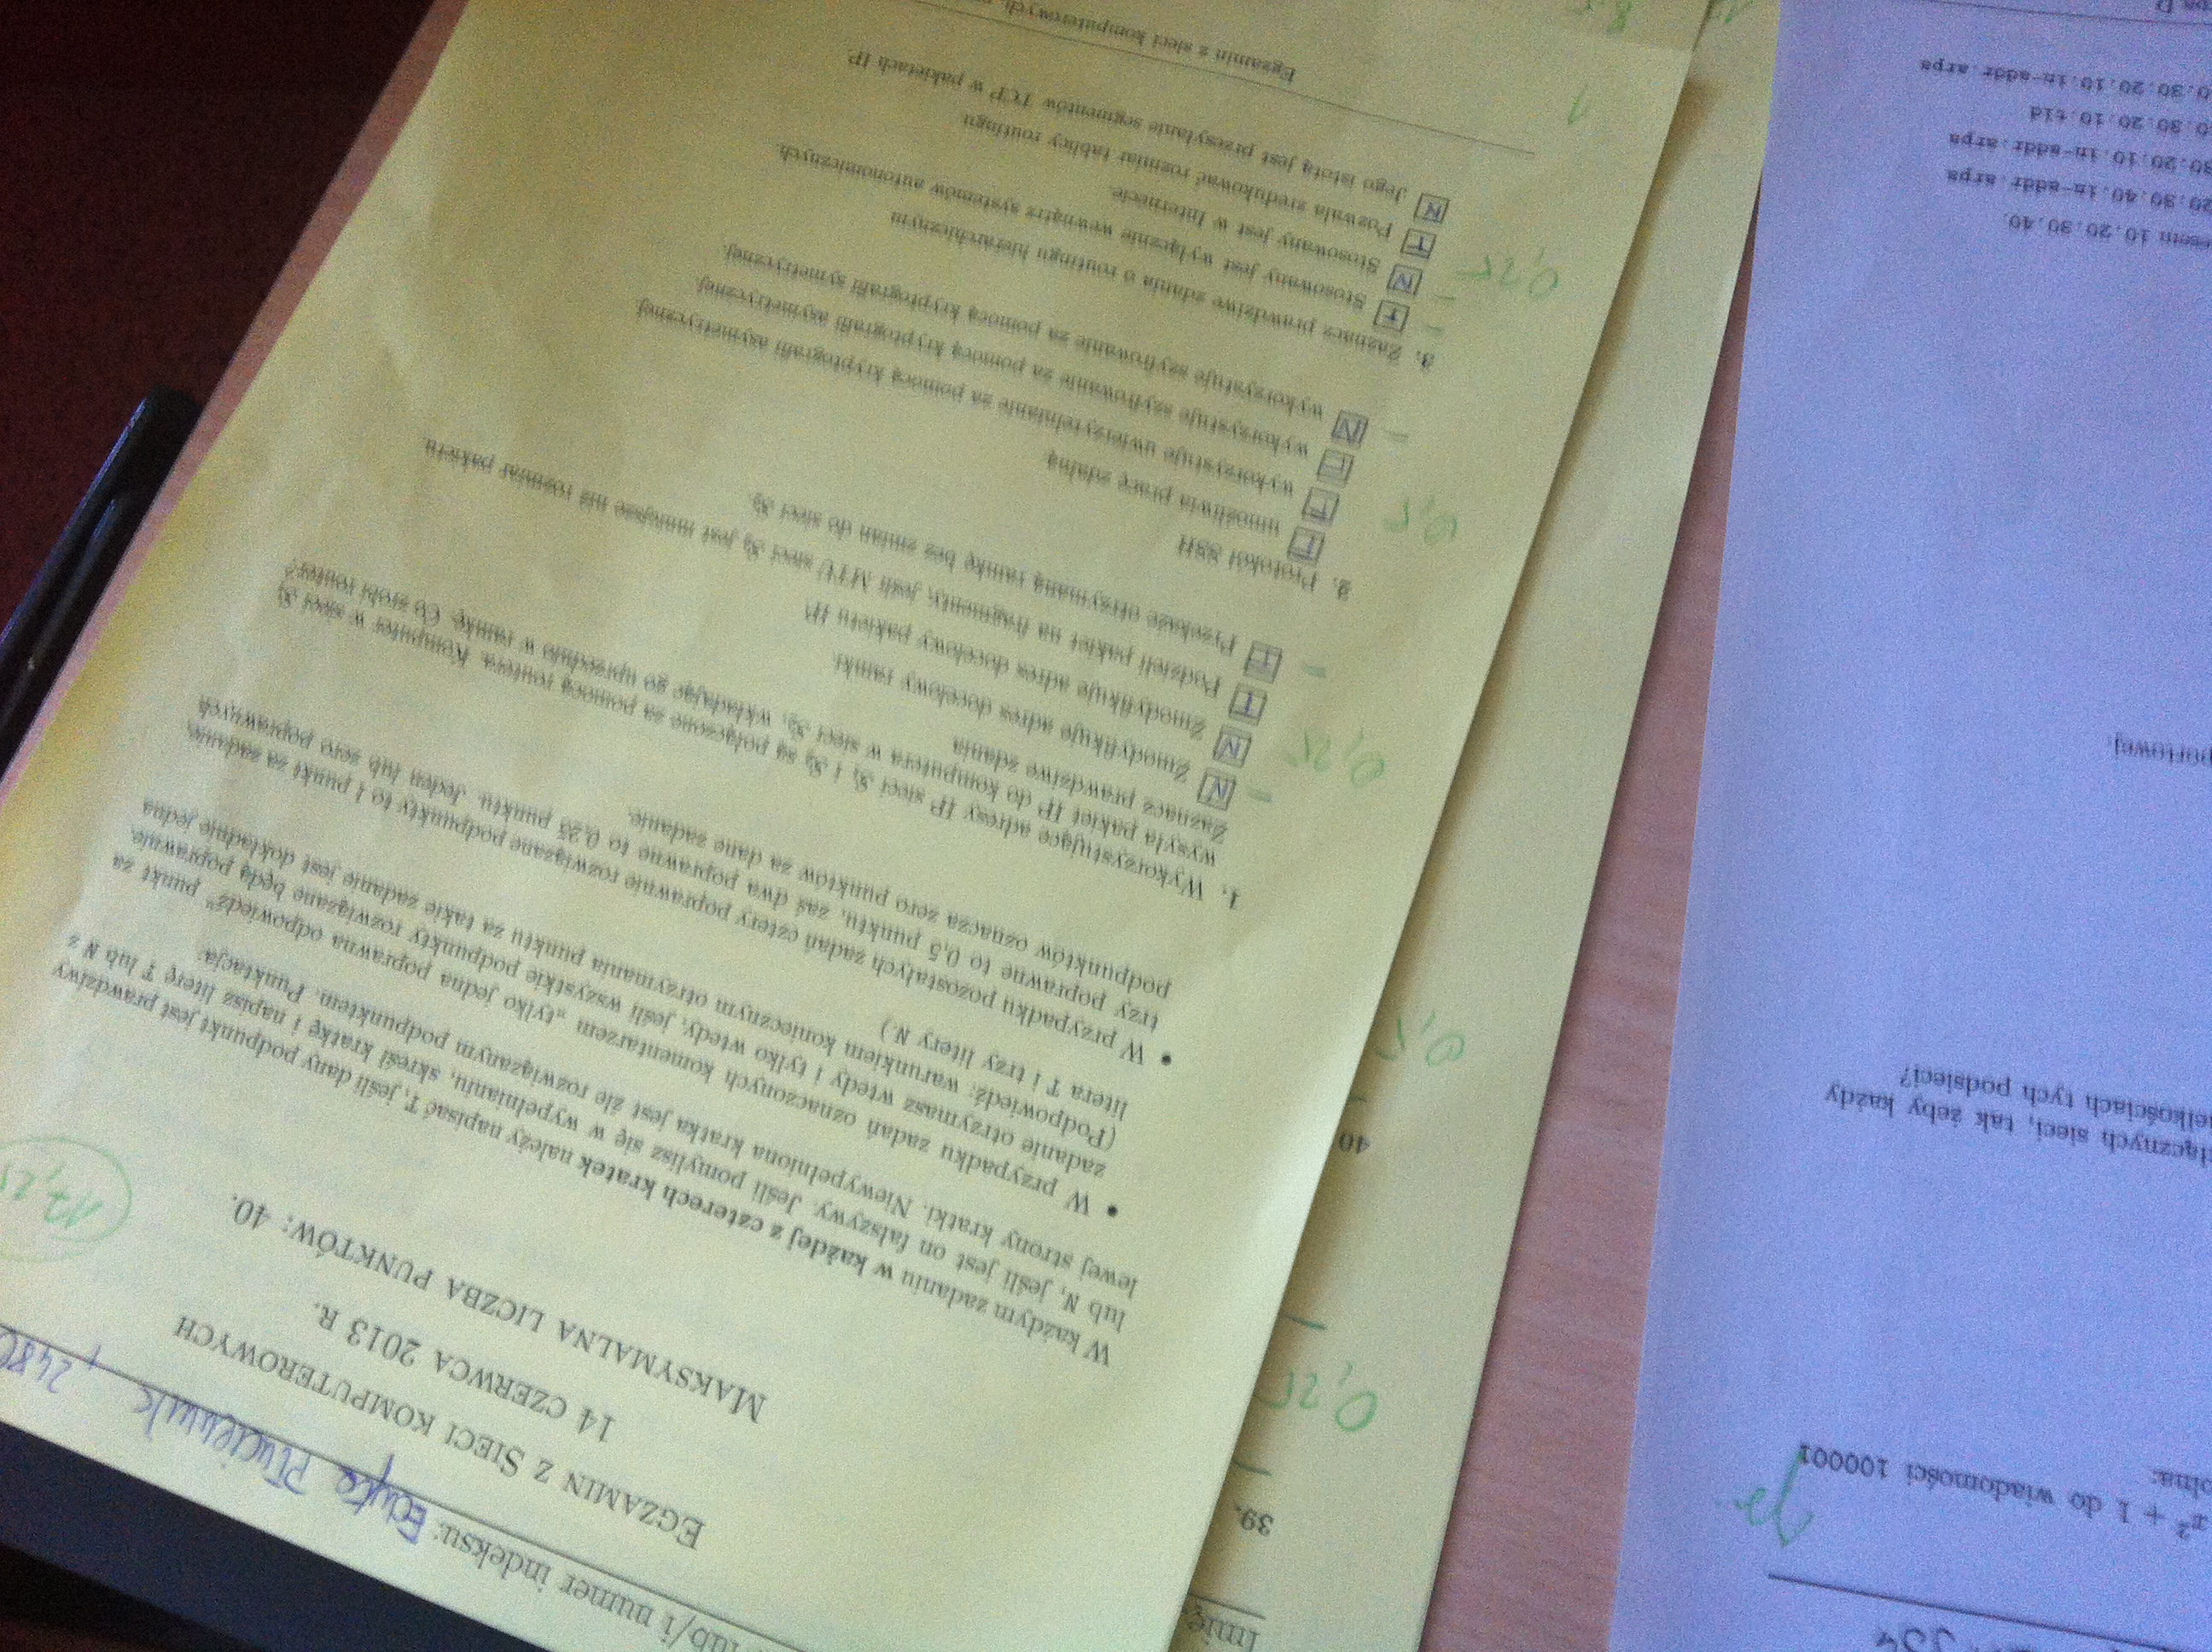 x² + 1 do wiadomości 100001
olna:
łącznych sieci, tak żeby każdy
ielkościach tych podsieci?
portowej.
esem 10.20.30.40.
20.30.40.in-addr.arpa
30.20.10.in-addr.arpa
0.30.20.10.tld
0.30.20.10.in-addr.arpa
Imię
39.
0,25
40
0,5
lub/i numer indeksu: Edyta Płuciennik, 248
EGZAMIN Z SIECI KOMPUTEROWYCH
14 CZERWCA 2013 R.
MAKSYMALNA LICZBA PUNKTÓW: 40.
17,25
W każdym zadaniu w każdej z czterech kratek należy napisać T, jeśli dany podpunkt jest prawdziwy
lub N, jeśli jest on fałszywy. Jeśli pomylisz się w wypełnianiu, skreśl kratkę i napisz literę T lub N z
lewej strony kratki. Niewypełniona kratka jest źle rozwiązanym podpunktem. Punktacja:
• W przypadku zadań oznaczonych komentarzem „tylko jedna poprawna odpowiedź" punkt za
zadanie otrzymasz wtedy i tylko wtedy, jeśli wszystkie podpunkty rozwiązane będą poprawnie.
(Podpowiedź: warunkiem koniecznym otrzymania punktu za takie zadanie jest dokładnie jedna
litera T i trzy litery N.)
• W przypadku pozostałych zadań cztery poprawnie rozwiązane podpunkty to 1 punkt za zadanie,
trzy poprawne to 0,5 punktu, zaś dwa poprawne to 0,25 punktu. Jeden lub zero poprawnych
podpunktów oznacza zero punktów za dane zadanie.
1. Wykorzystujące adresy IP sieci S₁ i S₂ są połączone za pomocą routera. Komputer w sieci S₁
wysyła pakiet IP do komputera w sieci S₂, wkładając go uprzednio w ramkę. Co zrobi router?
Zaznacz prawdziwe zdania
0,25
N Zmodyfikuje adres docelowy ramki.
N Zmodyfikuje adres docelowy pakietu IP
T Podzieli pakiet na fragmenty, jeśli MTU sieci S₂ jest mniejsze niż rozmiar pakietu.
T Przekaże otrzymaną ramkę bez zmian do sieci S₂.
2. Protokół SSH
0,5
T umożliwia pracę zdalną
T wykorzystuje uwierzytelnianie za pomocą kryptografii asymetrycznej
T wykorzystuje szyfrowanie za pomocą kryptografii asymetrycznej.
N wykorzystuje szyfrowanie za pomocą kryptografii symetrycznej.
3. Zaznacz prawdziwe zdania o routingu hierarchicznym
0,25
T Stosowany jest wyłącznie wewnątrz systemów autonomicznych.
N Stosowany jest w Internecie.
T Pozwala zredukować rozmiar tablicy routingu
N Jego istotą jest przesyłanie segmentów TCP w pakietach IP.
1
Egzamin z sieci komputerowych
8,5